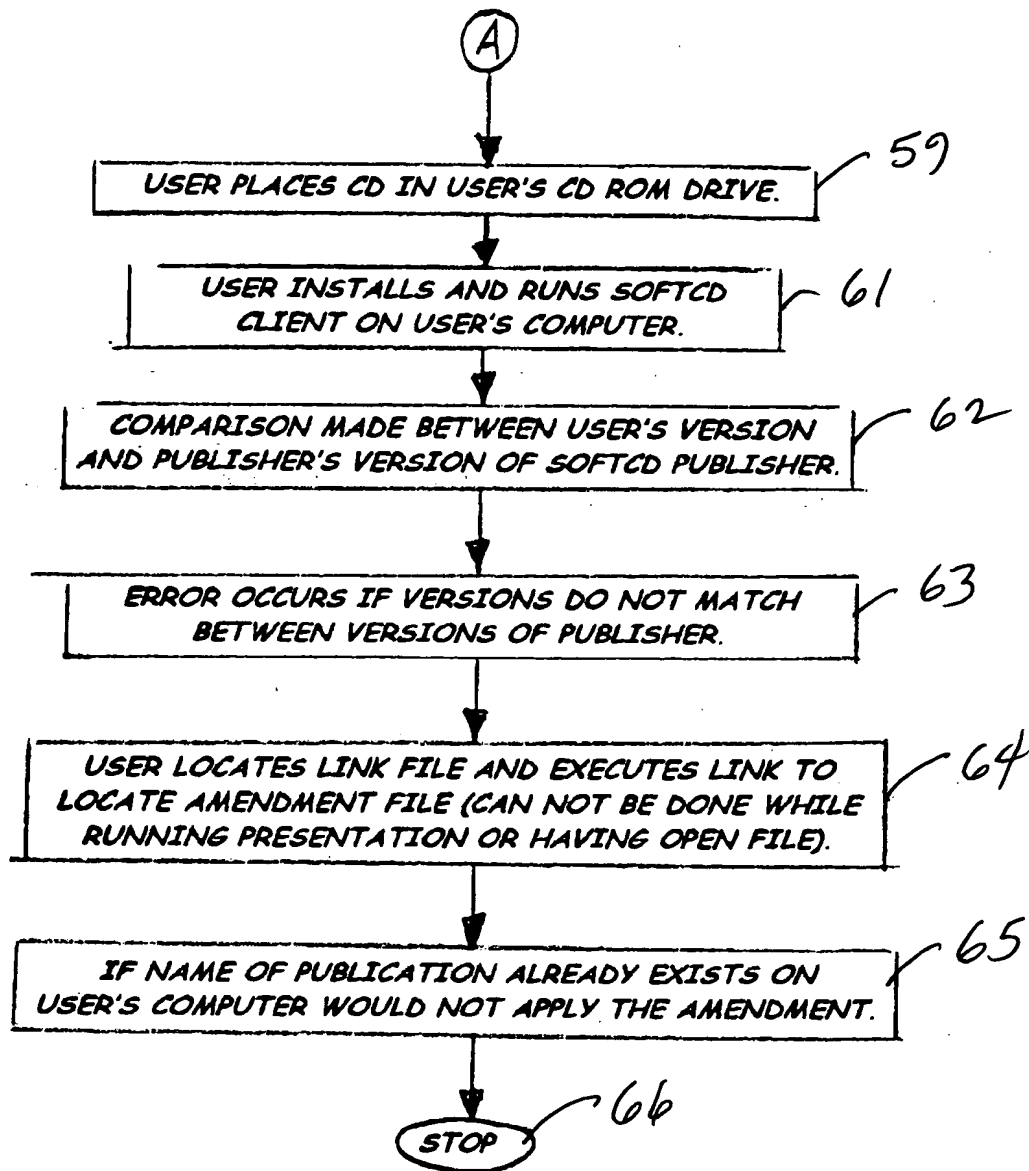 A
59
USER PLACES CD IN USER'S CD ROM DRIVE.
61
USER INSTALLS AND RUNS SOFTCD
CLIENT ON USER'S COMPUTER.
62
COMPARISON MADE BETWEEN USER'S VERSION
AND PUBLISHER'S VERSION OF SOFTCD PUBLISHER.
63
ERROR OCCURS IF VERSIONS DO NOT MATCH
BETWEEN VERSIONS OF PUBLISHER.
64
USER LOCATES LINK FILE AND EXECUTES LINK TO
LOCATE AMENDMENT FILE (CAN NOT BE DONE WHILE
RUNNING PRESENTATION OR HAVING OPEN FILE).
65
IF NAME OF PUBLICATION ALREADY EXISTS ON
USER'S COMPUTER WOULD NOT APPLY THE AMENDMENT.
66
STOP